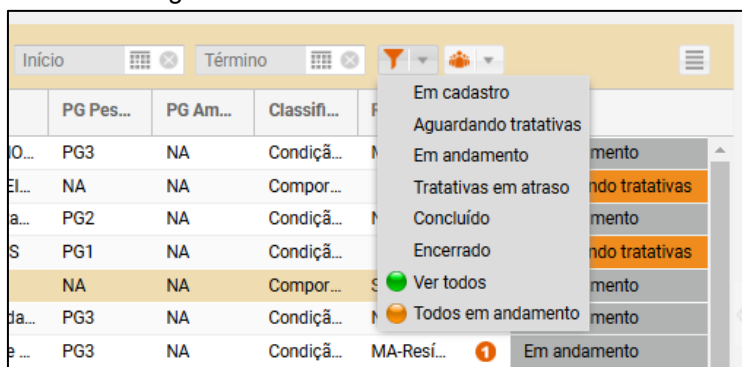 Início Término
PG Pes... PG Am... Classifi...
Em cadastro
Aguardando tratativas
Em andamento
Tratativas em atraso
Concluído
Encerrado
Ver todos
Todos em andamento
IO... PG3 NA Condiçã... mento
EI... NA NA Compor... ndo tratativas
a... PG2 NA Condiçã... mento
S PG1 NA Condiçã... ndo tratativas
NA NA Compor... mento
da... PG3 NA Condiçã... mento
e ... PG3 NA Condiçã... MA-Resí... 1 Em andamento